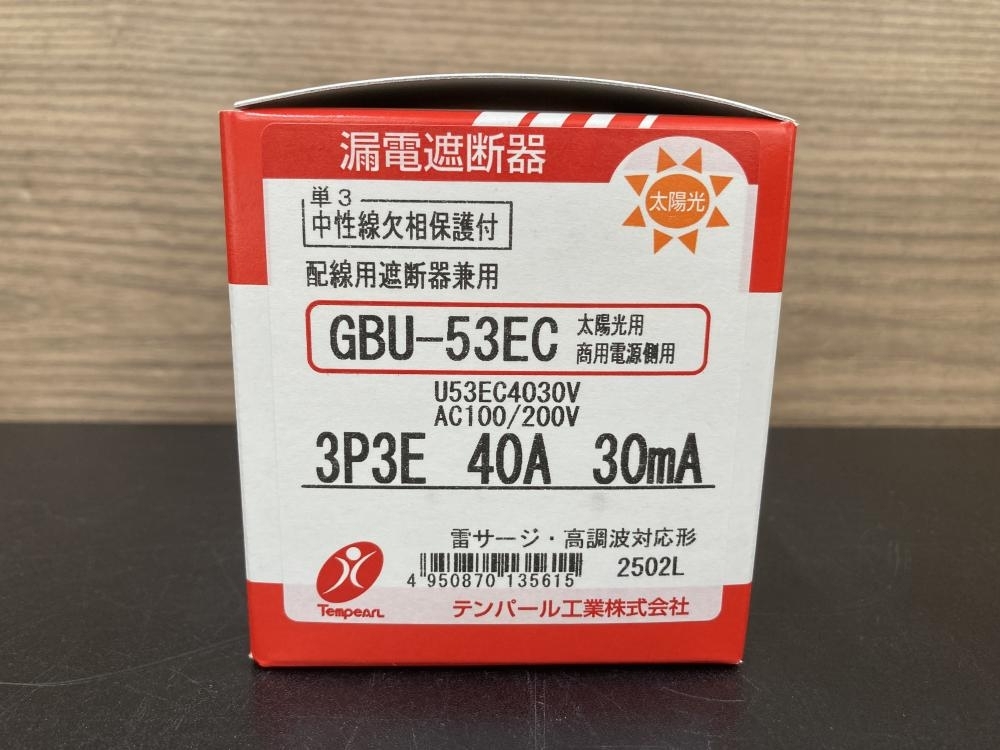 漏電遮断器
太陽光
単3
中性線欠相保護付
配線用遮断器兼用
GBU-53EC
太陽光用
商用電源側用
U53EC4030V
AC100/200V
3P3E 40A 30mA
雷サージ・高調波対応形
4 950870 135615
2502L
TEMPEARL
テンパール工業株式会社